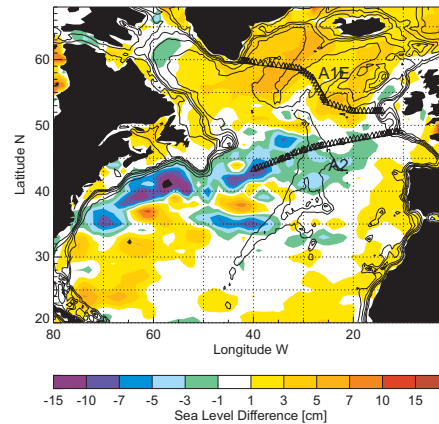 60
50
40
30
20
Latitude N
A1E
A2
80 60 40 20
Longitude W
-15 -10 -7 -5 -3 -1 1 3 5 7 10 15
Sea Level Difference [cm]